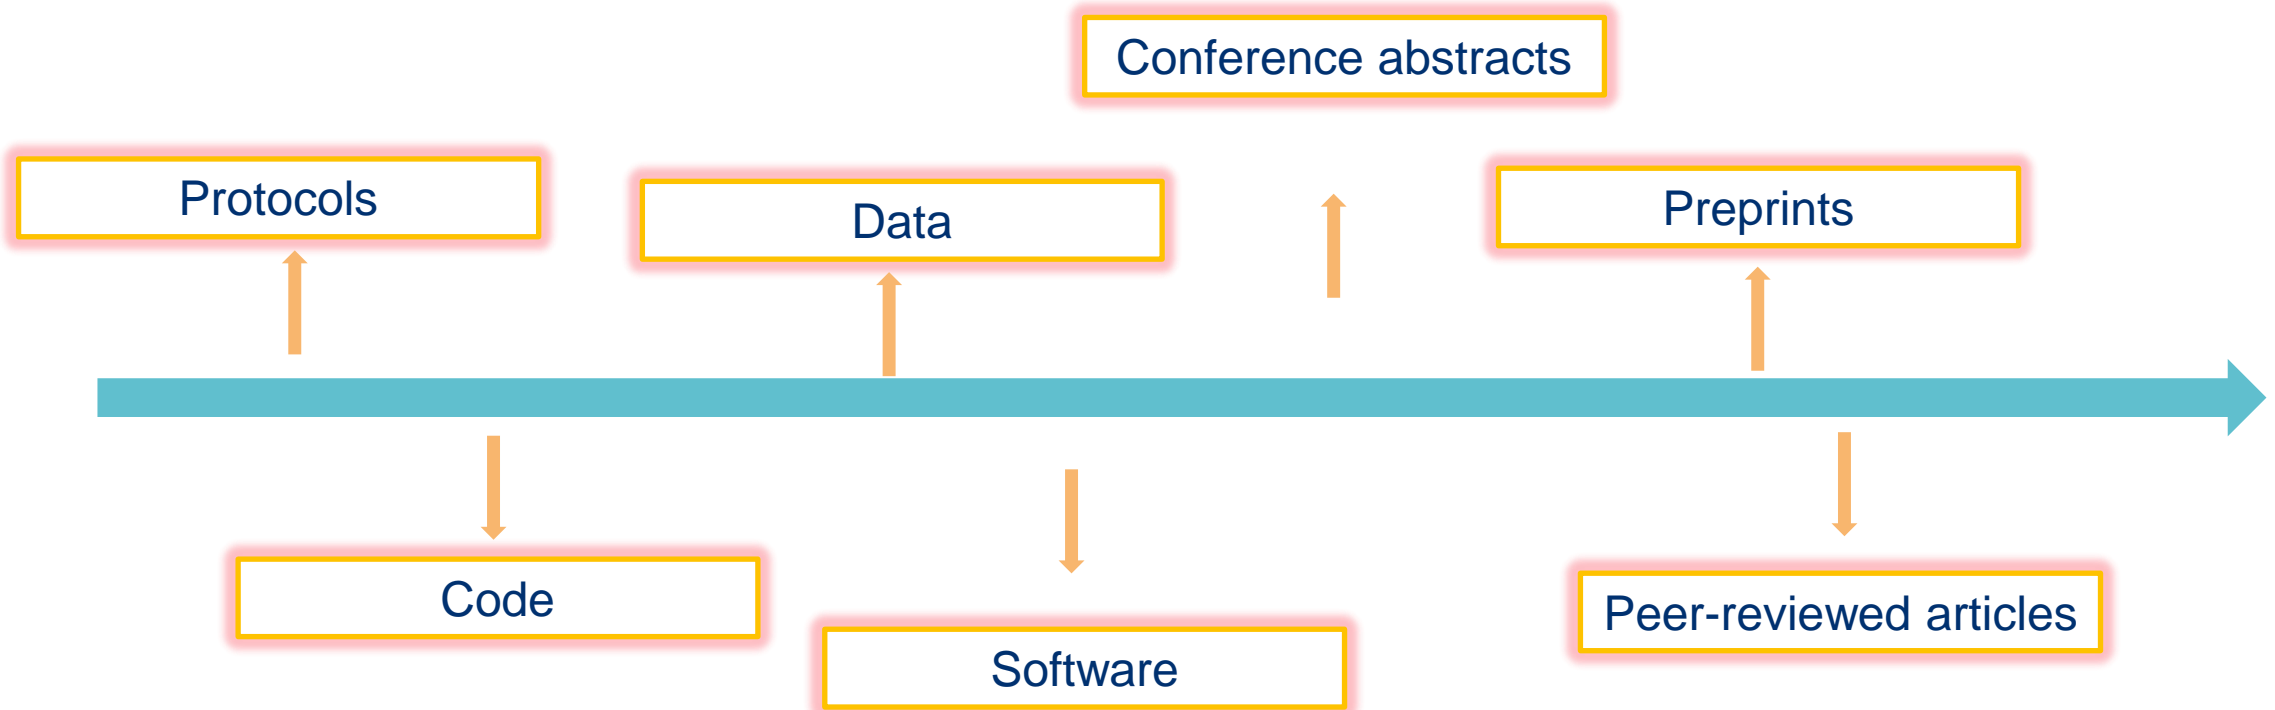 Conference abstracts
Protocols
Data
Preprints
Code
Software
Peer-reviewed articles